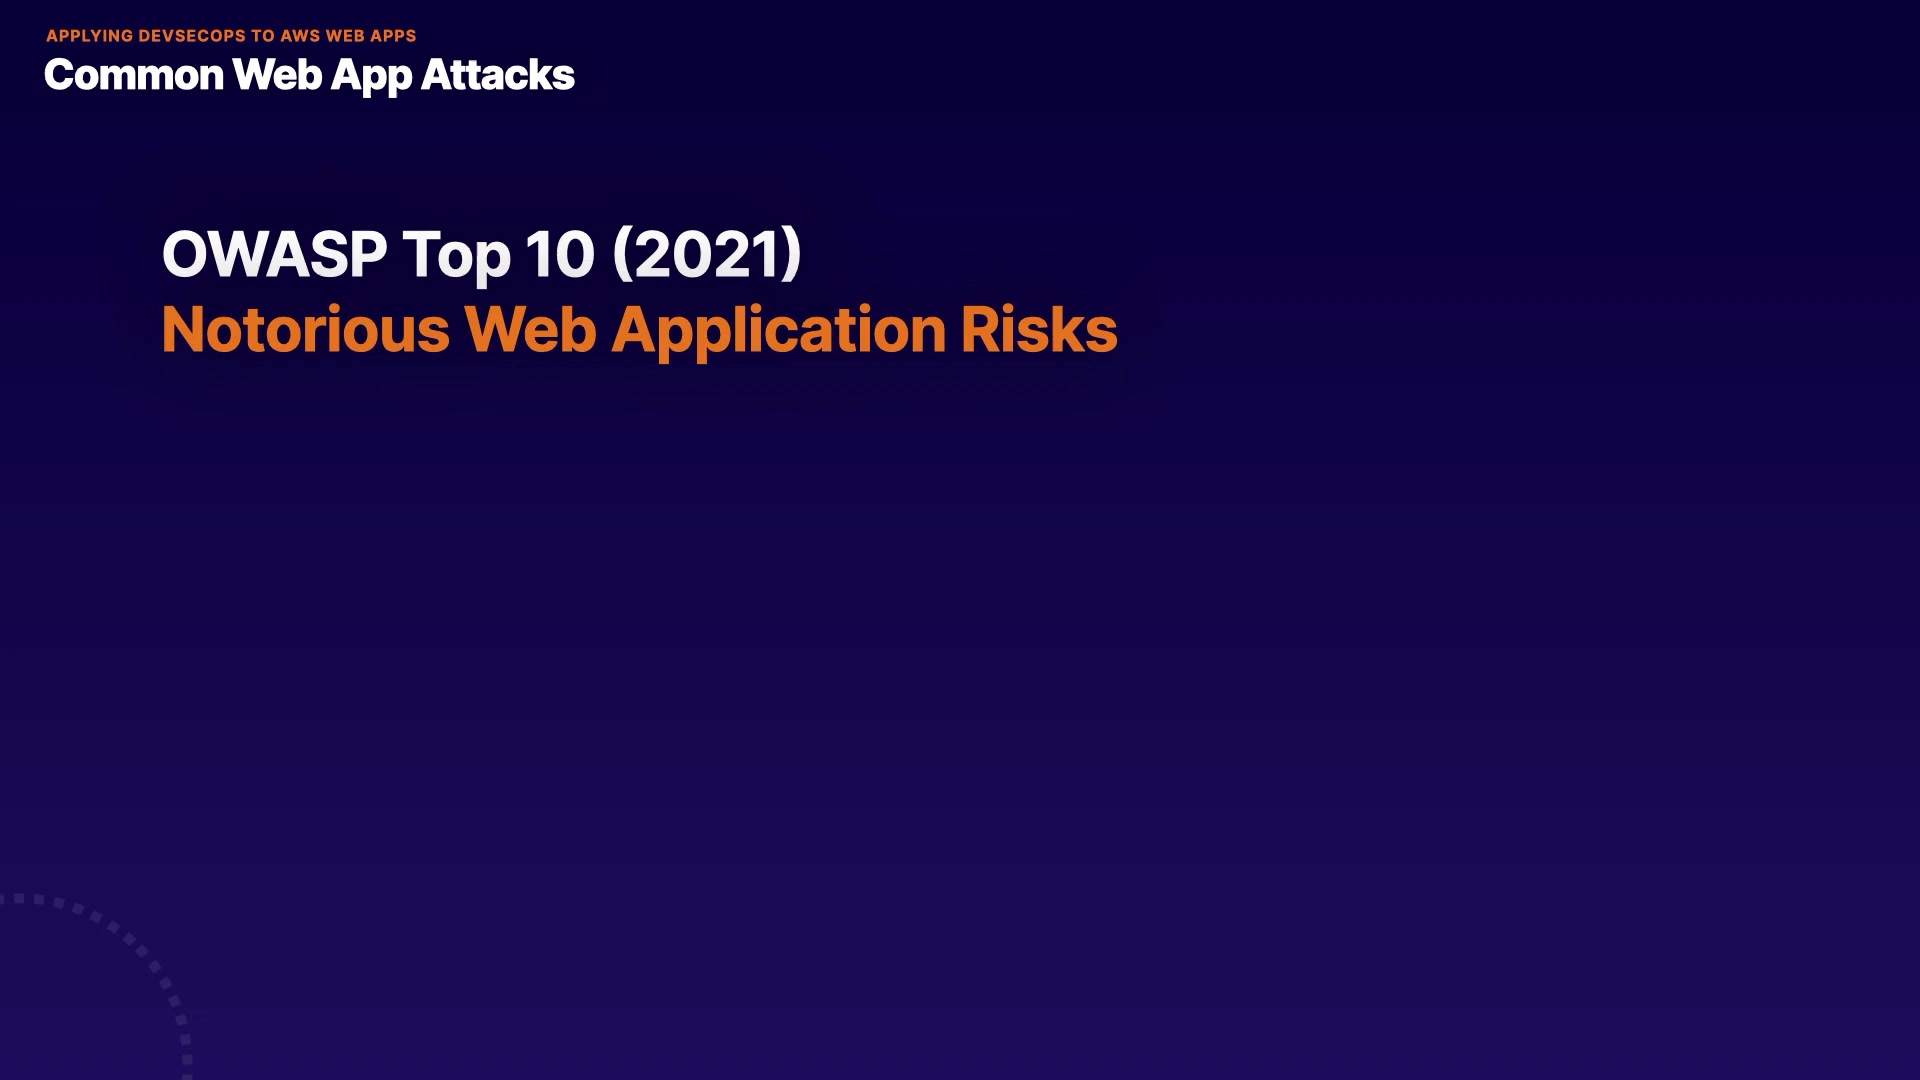 APPLYING DEVSECOPS TO AWS WEB APPS
Common Web App Attacks
OWASP Top 10 (2021)
Notorious Web Application Risks